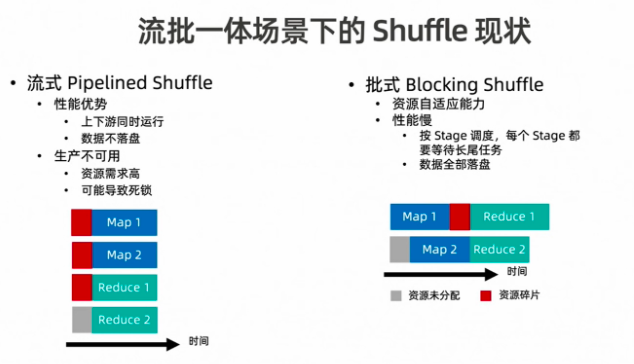 流批一体场景下的 Shuffle 现状
• 流式 Pipelined Shuffle
• 性能优势
• 上下游同时运行
• 数据不落盘
• 生产不可用
• 资源需求高
• 可能导致死锁
Map 1
Map 2
Reduce 1
Reduce 2
时间
• 批式 Blocking Shuffle
• 资源自适应能力
• 性能慢
• 按 Stage 调度，每个 Stage 都
要等待长尾任务
• 数据全部落盘
Map 1 Reduce 1
Map 2 Reduce 2
时间
资源未分配 资源碎片